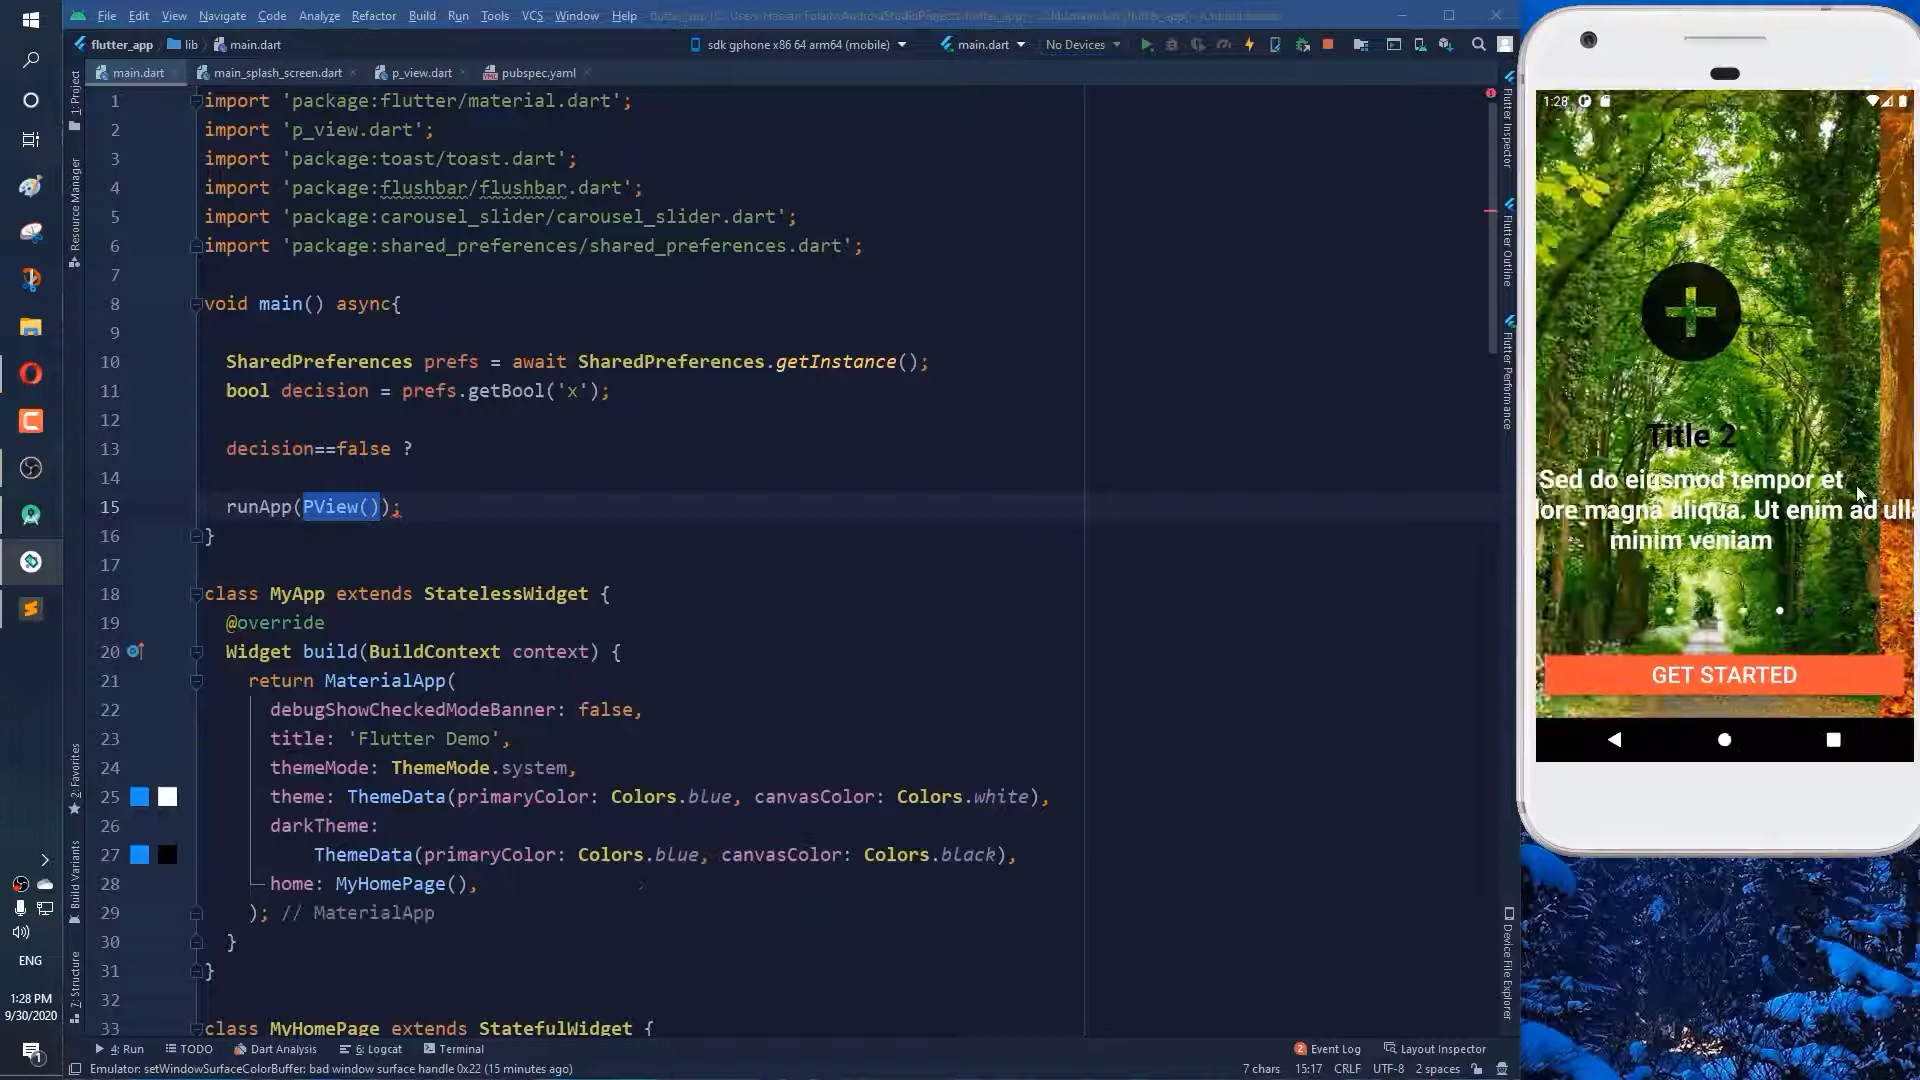 File Edit View Navigate Code Analyze Refactor Build Run Tools VCS Window Help
flutter_app lib main.dart sdk gphone x86 64 arm64 (mobile) main.dart No Devices
main.dart main_splash_screen.dart p_view.dart pubspec.yaml
1 import 'package:flutter/material.dart';
2 import 'p_view.dart';
3 import 'package:toast/toast.dart';
4 import 'package:flushbar/flushbar.dart';
5 import 'package:carousel_slider/carousel_slider.dart';
6 import 'package:shared_preferences/shared_preferences.dart';
7
8 void main() async{
9
10 SharedPreferences prefs = await SharedPreferences.getInstance();
11 bool decision = prefs.getBool('x');
12
13 decision==false ?
14
15 runApp(PView());
16 }
17
18 class MyApp extends StatelessWidget {
19 @override
20 Widget build(BuildContext context) {
21 return MaterialApp(
22 debugShowCheckedModeBanner: false,
23 title: 'Flutter Demo',
24 themeMode: ThemeMode.system,
25 theme: ThemeData(primaryColor: Colors.blue, canvasColor: Colors.white),
26 darkTheme:
27 ThemeData(primaryColor: Colors.blue, canvasColor: Colors.black),
28 home: MyHomePage(),
29 ); // MaterialApp
30 }
31 }
32
33 class MyHomePage extends StatefulWidget {
1: Project
Resource Manager
2: Favorites
Build Variants
7: Structure
Flutter Inspector
Flutter Outline
Flutter Performance
Device File Explorer
4: Run TODO Dart Analysis 6: Logcat Terminal 2 Event Log Layout Inspector
Emulator: setWindowSurfaceColorBuffer: bad window surface handle 0x22 (15 minutes ago) 7 chars 15:17 CRLF UTF-8 2 spaces
ENG
1:28 PM
9/30/2020
1
1:28
Title 2
Sed do eiusmod tempor et
lore magna aliqua. Ut enim ad ull
minim veniam
GET STARTED